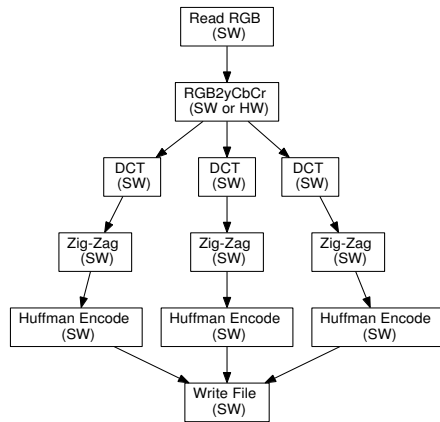 Read RGB
(SW)
RGB2yCbCr
(SW or HW)
DCT
(SW)
DCT
(SW)
DCT
(SW)
Zig-Zag
(SW)
Zig-Zag
(SW)
Zig-Zag
(SW)
Huffman Encode
(SW)
Huffman Encode
(SW)
Huffman Encode
(SW)
Write File
(SW)